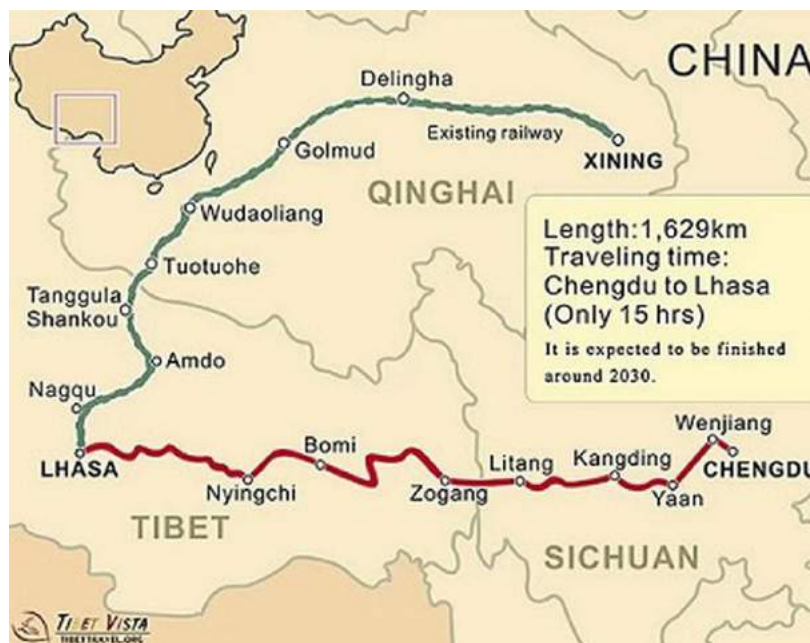 CHINA
Delingha
Existing railway
XINING
Golmud
QINGHAI
Wudaoliang
Length:1,629km
Traveling time:
Chengdu to Lhasa
(Only 15 hrs)
It is expected to be finished
around 2030.
Tuotuohe
Tanggula
Shankou
Amdo
Nagqu
LHASA
Nyingchi
Bomi
Zogang
Litang
Kangding
Yaan
Wenjiang
CHENGDU
TIBET
SICHUAN
TIBET VISTA
TIBETTRAVEL.ORG